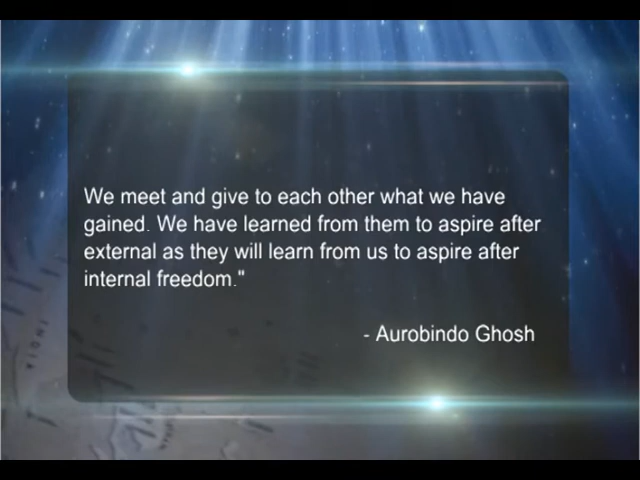 We meet and give to each other what we have
gained. We have learned from them to aspire after
external as they will learn from us to aspire after
internal freedom."
- Aurobindo Ghosh